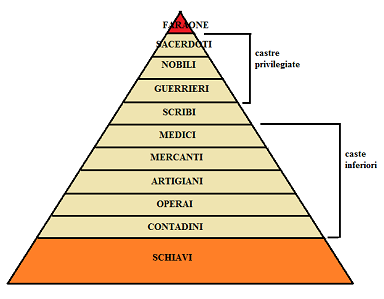 FARAONE
SACERDOTI
NOBILI
GUERRIERI
SCRIBI
MEDICI
MERCANTI
ARTIGIANI
OPERAI
CONTADINI
SCHIAVI
castre
privilegiate
caste
inferiori